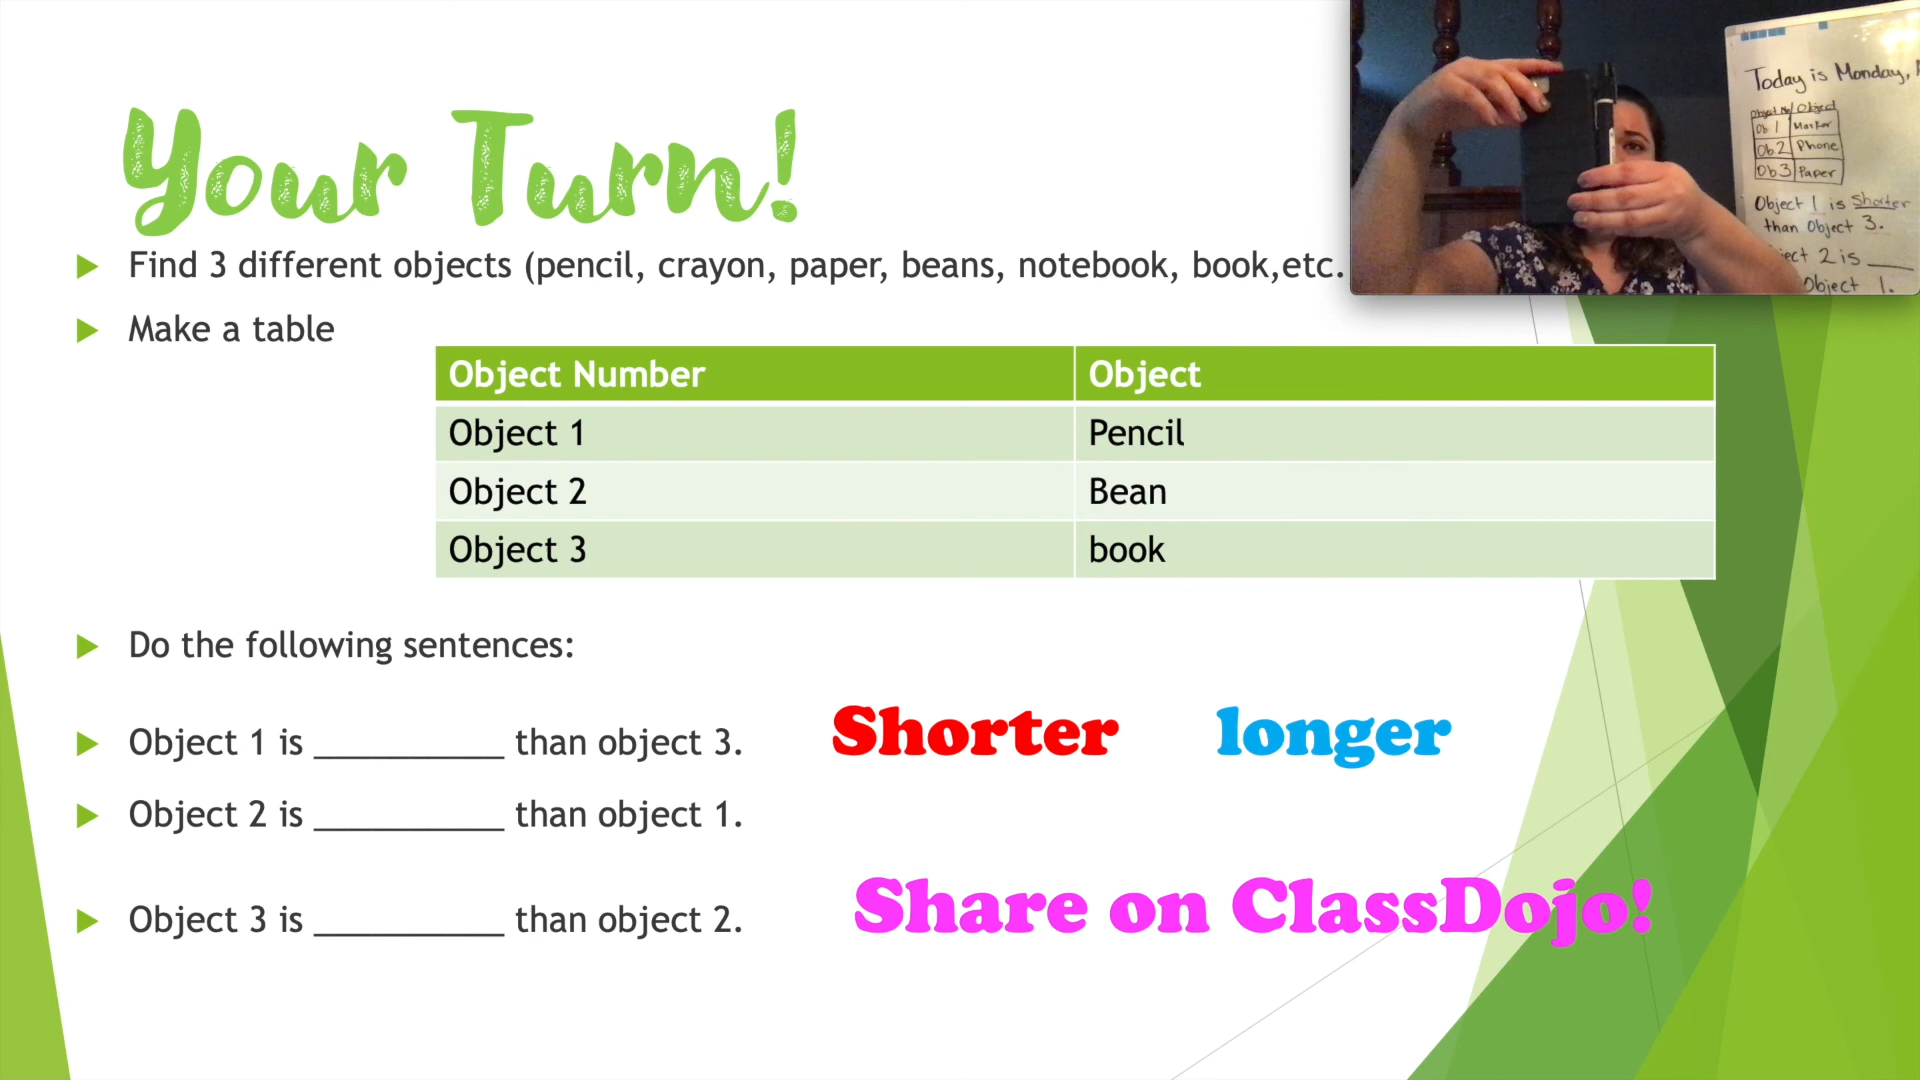 Your Turn!
Find 3 different objects (pencil, crayon, paper, beans, notebook, book,etc.
Make a table
Object Number Object
Object 1 Pencil
Object 2 Bean
Object 3 book
Do the following sentences:
Object 1 is __________ than object 3.
Object 2 is __________ than object 1.
Object 3 is __________ than object 2.
Shorter longer
Share on ClassDojo!
Today is Monday,
Object
Ob 1 Marker
Ob 2 Phone
Ob 3 Paper
Object 1 is Shorter
than Object 3.
2 is ___
Object 1.